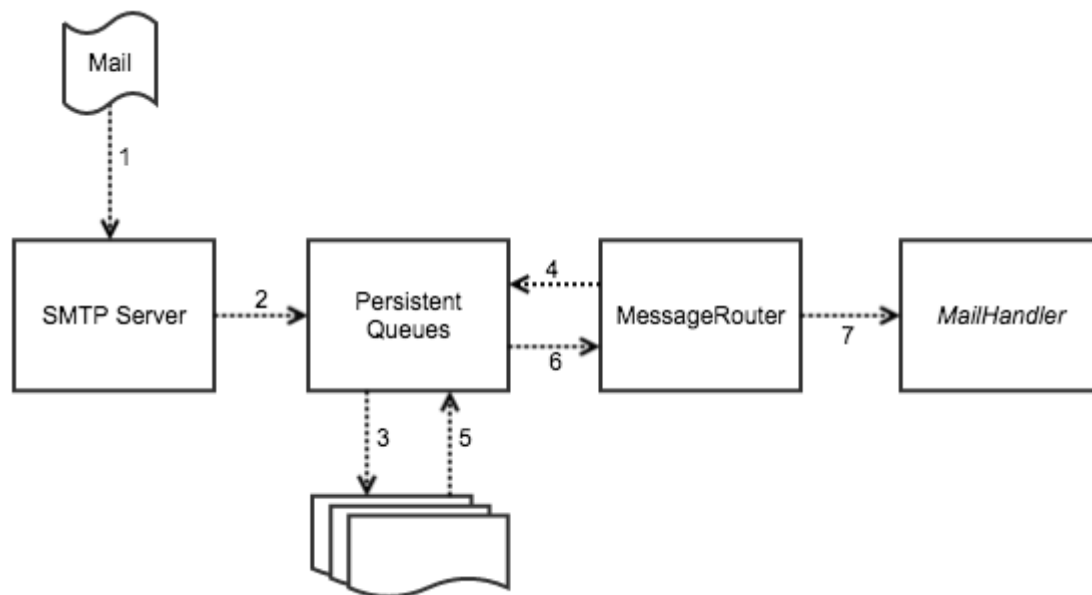 Mail
1
SMTP Server
2
Persistent
Queues
4
6
MessageRouter
7
MailHandler
3
5